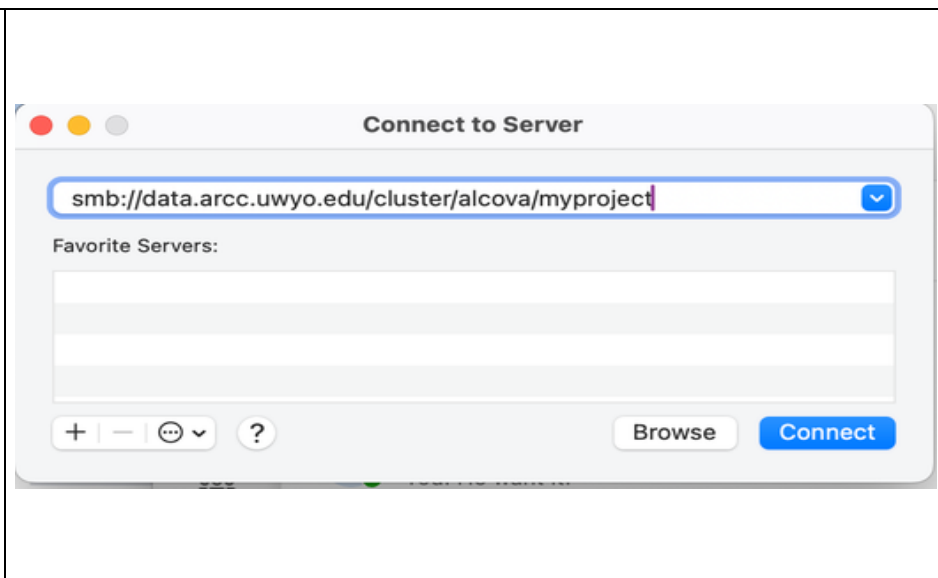 Connect to Server
smb://data.arcc.uwyo.edu/cluster/alcova/myproject
Favorite Servers:
?
Browse
Connect